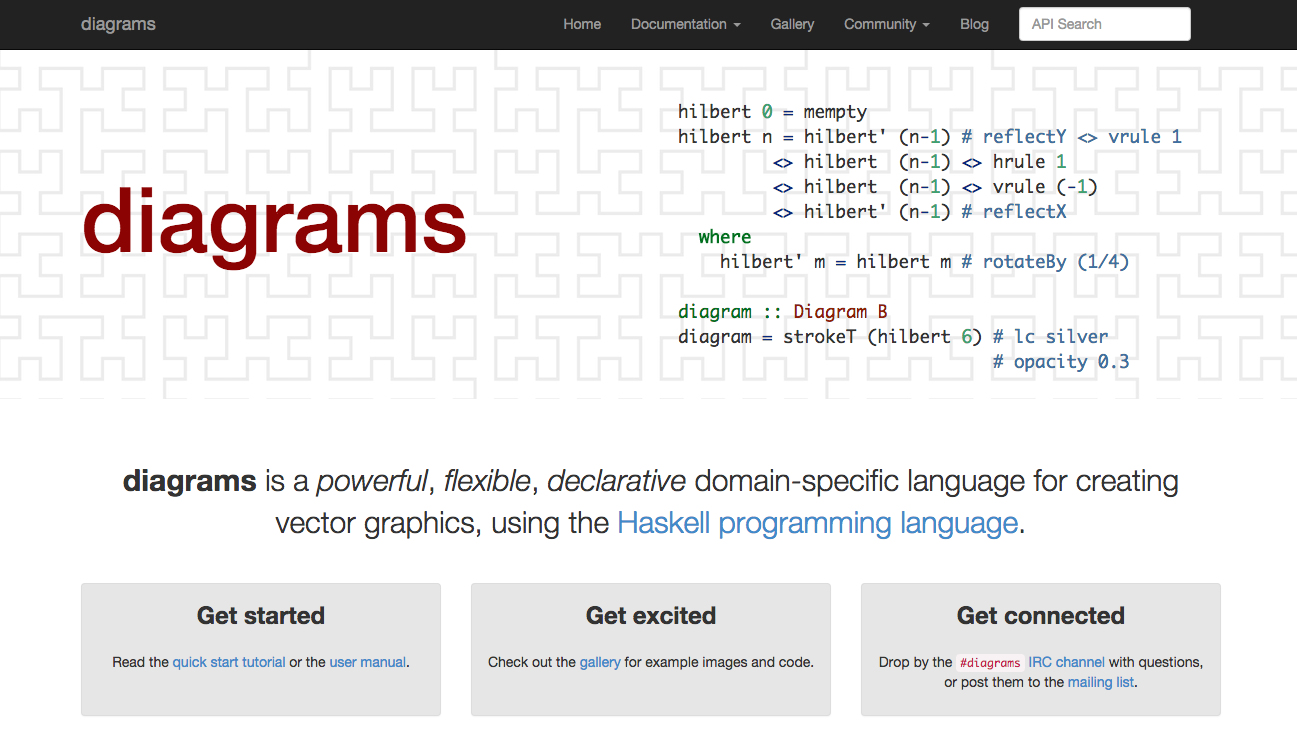 diagrams Home Documentation Gallery Community Blog API Search
diagrams
hilbert 0 = mempty
hilbert n = hilbert' (n-1) # reflectY <> vrule 1
         <> hilbert  (n-1) <> hrule 1
         <> hilbert  (n-1) <> vrule (-1)
         <> hilbert' (n-1) # reflectX
  where
    hilbert' m = hilbert m # rotateBy (1/4)
diagram :: Diagram B
diagram = strokeT (hilbert 6) # lc silver
                              # opacity 0.3
diagrams is a powerful, flexible, declarative domain-specific language for creating
vector graphics, using the Haskell programming language.
Get started
Read the quick start tutorial or the user manual.
Get excited
Check out the gallery for example images and code.
Get connected
Drop by the #diagrams IRC channel with questions,
or post them to the mailing list.